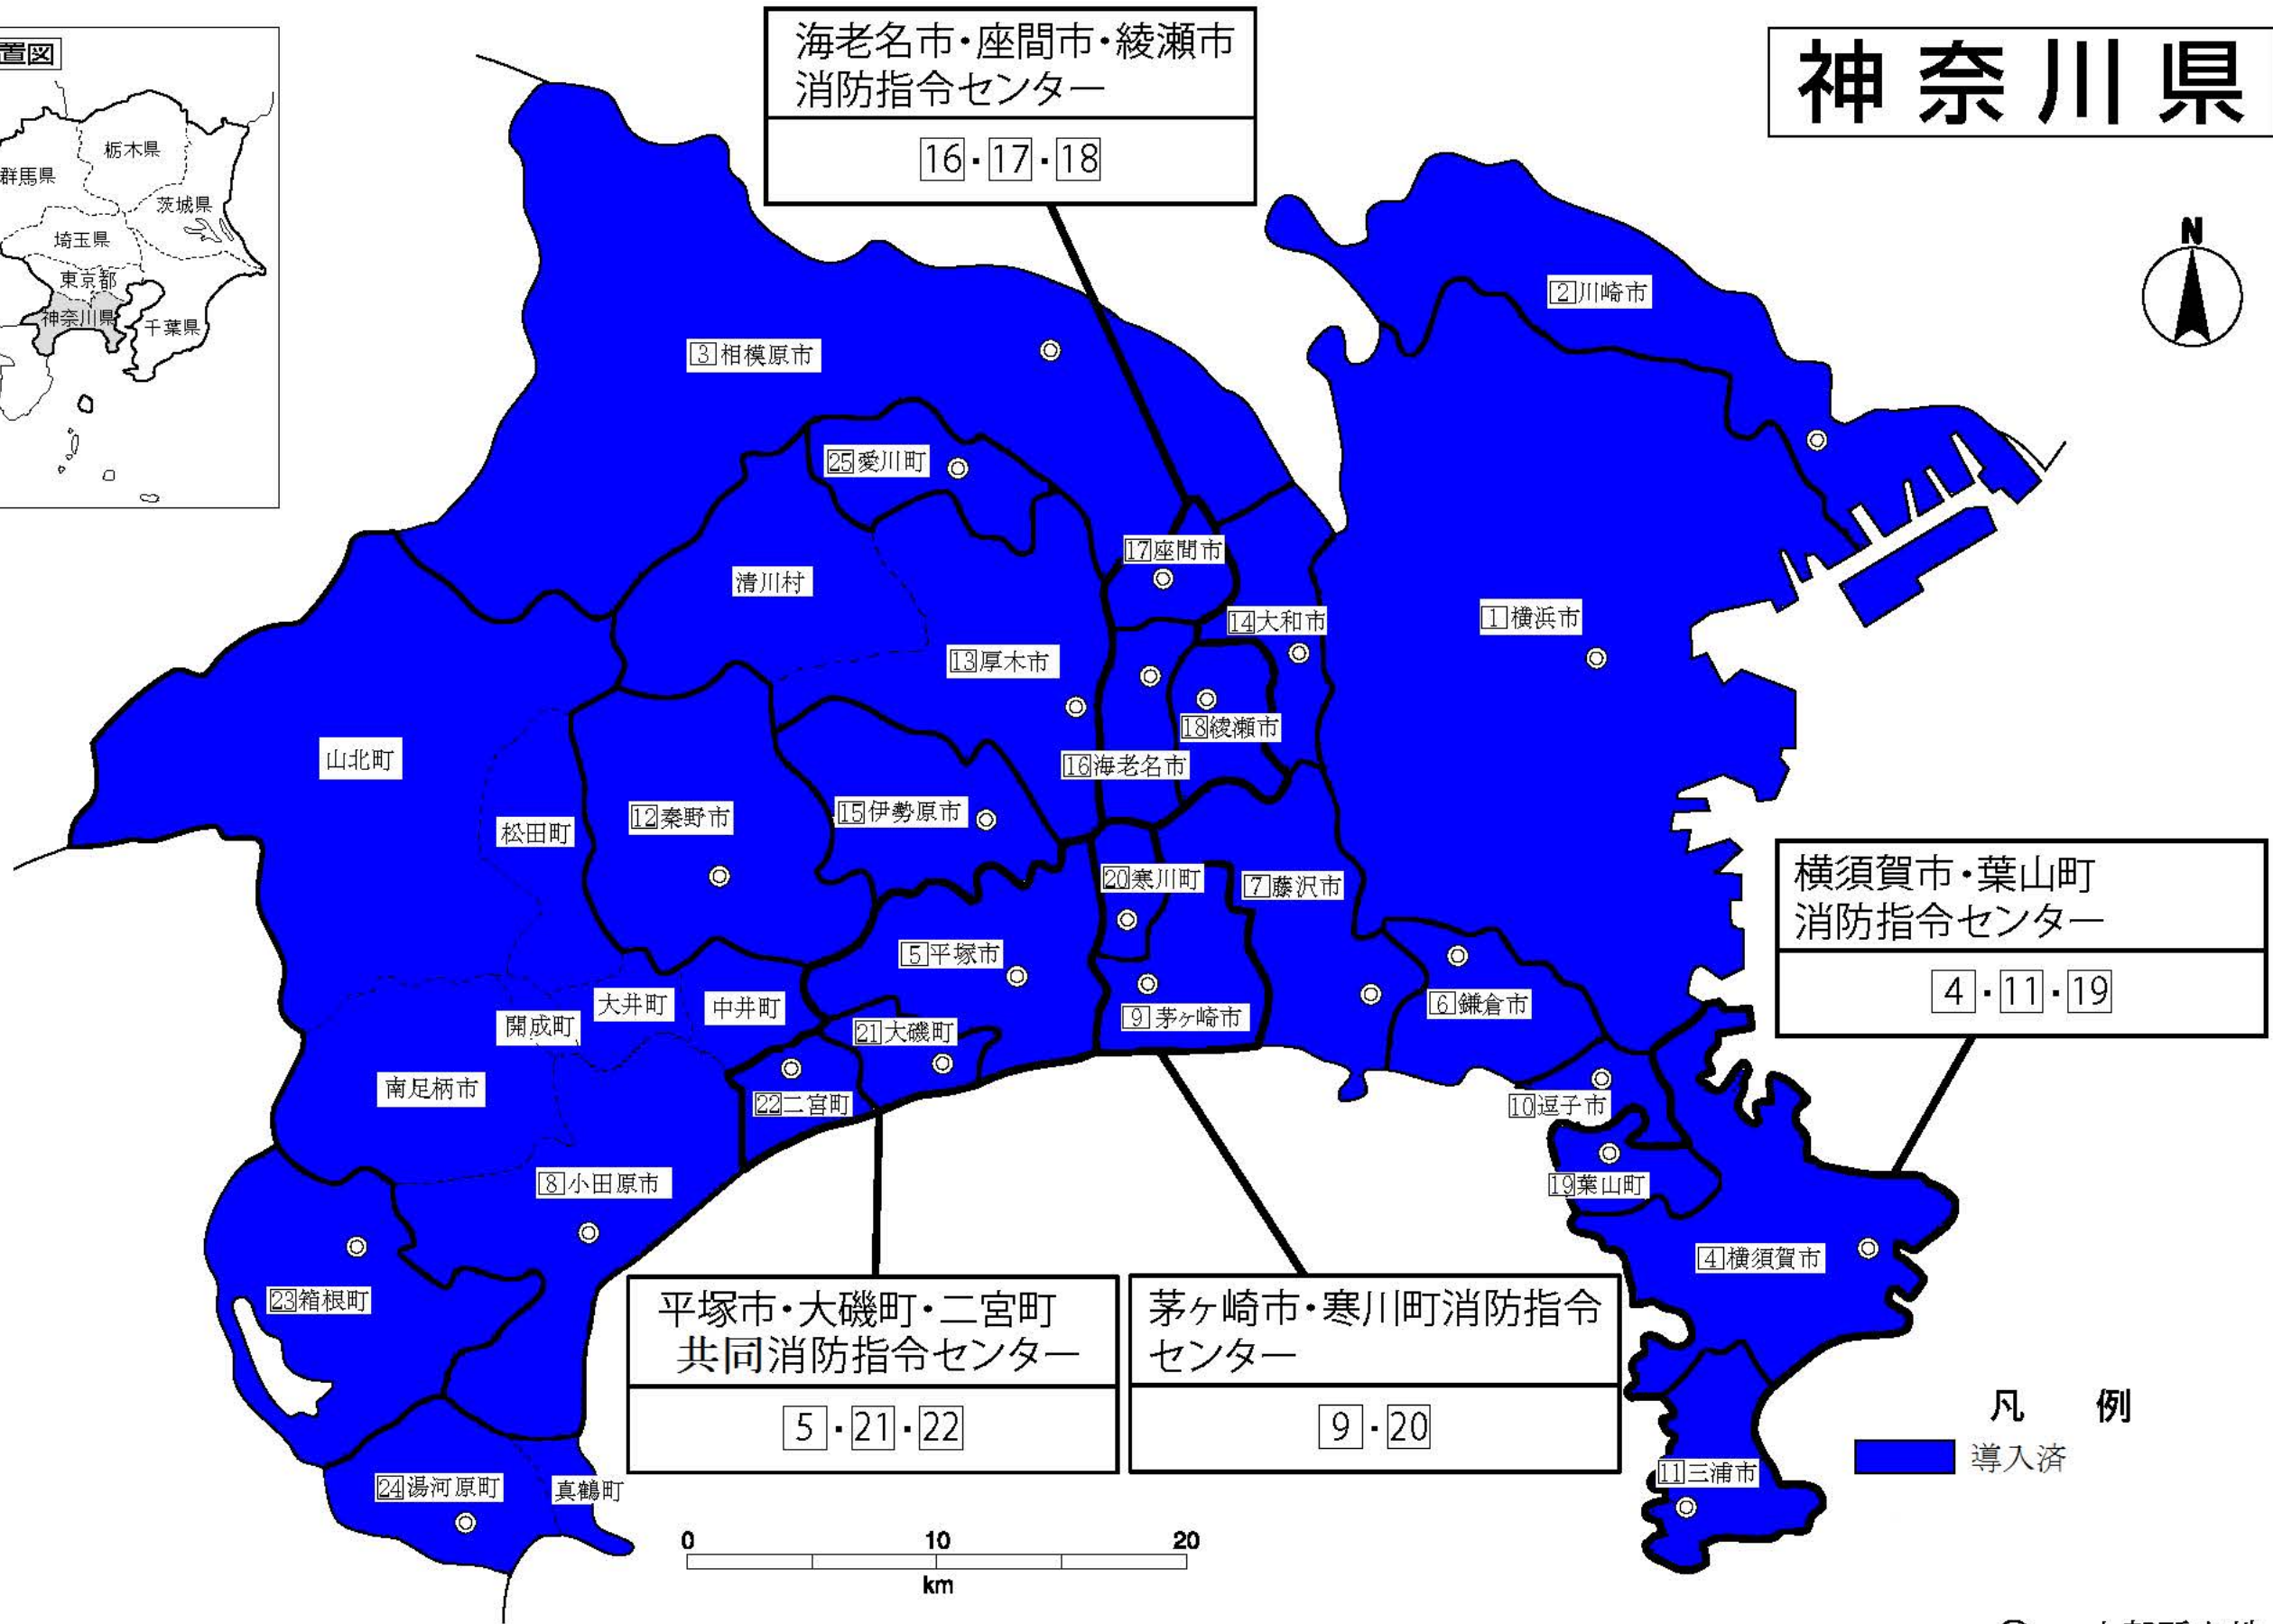 置図
栃木県
群馬県
茨城県
埼玉県
東京都
神奈川県
千葉県
海老名市・座間市・綾瀬市
消防指令センター
16・17・18
神奈川県
N
2川崎市
3相模原市
25愛川町
17座間市
清川村
14大和市
1横浜市
13厚木市
18綾瀬市
山北町
16海老名市
15伊勢原市
12秦野市
松田町
20寒川町
7藤沢市
横須賀市・葉山町
消防指令センター
4・11・19
5平塚市
大井町
中井町
開成町
9茅ヶ崎市
6鎌倉市
21大磯町
南足柄市
22二宮町
10逗子市
8小田原市
19葉山町
4横須賀市
23箱根町
平塚市・大磯町・二宮町
共同消防指令センター
5・21・22
茅ヶ崎市・寒川町消防指令
センター
9・20
凡 例
導入済
11三浦市
24湯河原町
真鶴町
0 10 20
km